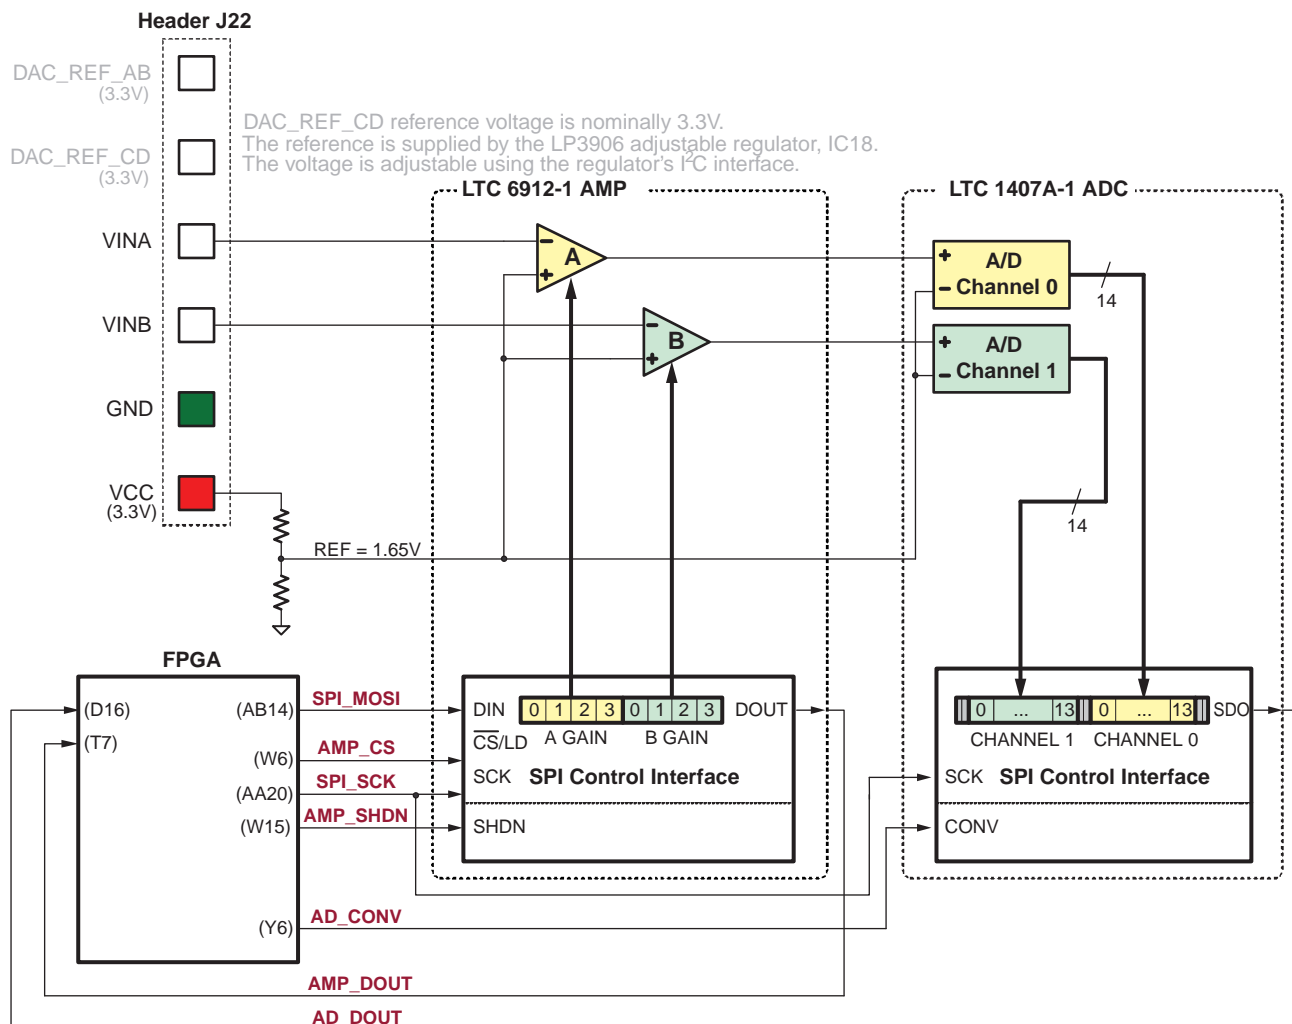 Header J22
DAC_REF_AB
(3.3V)
DAC_REF_CD
(3.3V)
DAC_REF_CD reference voltage is nominally 3.3V.
The reference is supplied by the LP3906 adjustable regulator, IC18.
The voltage is adjustable using the regulator's I²C interface.
LTC 6912-1 AMP
LTC 1407A-1 ADC
VINA
- A +
+ A/D
- Channel 0
14
VINB
- B +
+ A/D
- Channel 1
14
GND
VCC
(3.3V)
REF = 1.65V
FPGA
(D16)
(T7)
(AB14)
(W6)
(AA20)
(W15)
(Y6)
SPI_MOSI
AMP_CS
SPI_SCK
AMP_SHDN
AD_CONV
AMP_DOUT
AD_DOUT
DIN 0 1 2 3 0 1 2 3 DOUT
A GAIN B GAIN
CS/LD
SCK SPI Control Interface
SHDN
0 ... 13 0 ... 13 SDO
CHANNEL 1 CHANNEL 0
SCK SPI Control Interface
CONV